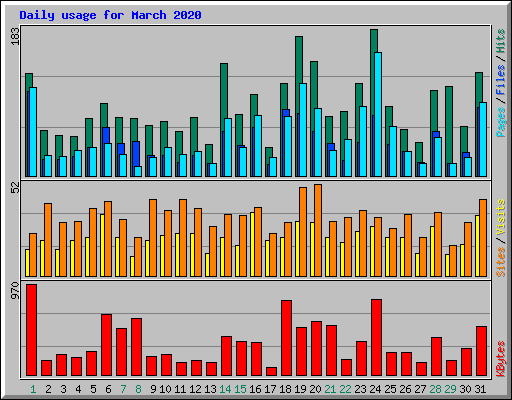 Daily usage for March 2020
183
Pages / Files / Hits
52
Sites / Visits
970
KBytes
1 2 3 4 5 6 7 8 9 10 11 12 13 14 15 16 17 18 19 20 21 22 23 24 25 26 27 28 29 30 31